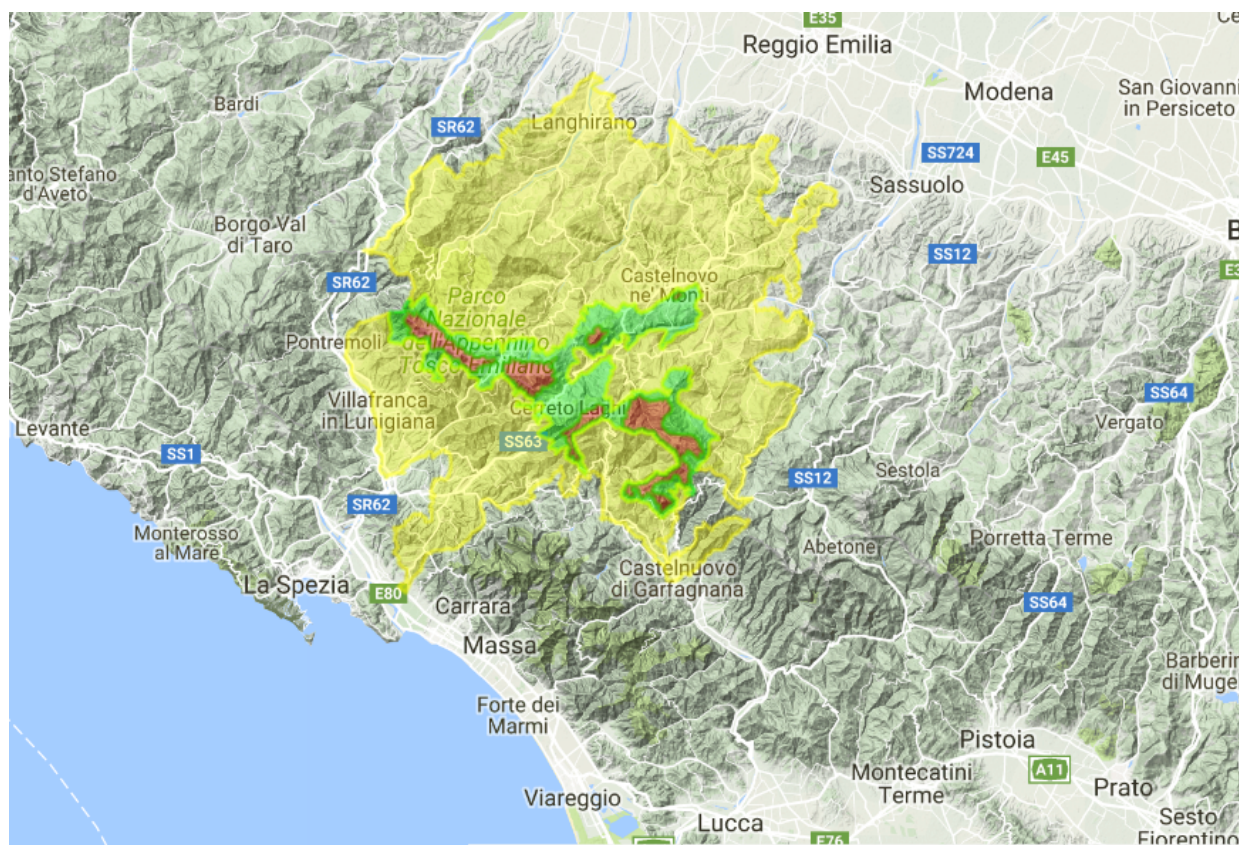 E35
Ce
Reggio Emilia
Modena
San Giovanni
in Persiceto
Bardi
SR62
Langhirano
SS724
E45
anto Stefano
d'Aveto
Sassuolo
Borgo Val
di Taro
B
SS12
E3
SR62
Castelnovo
ne' Monti
Parco
Nazionale
dell'Appennino
Tosco-Emiliano
Pontremoli
Villafranca
in Lunigiana
Cerreto Laghi
SS64
Vergato
Levante
SS1
SS63
Sestola
SS12
SR62
Monterosso
al Mare
Abetone
Porretta Terme
La Spezia
E80
Castelnuovo
di Garfagnana
SS64
Carrara
Massa
Barberin
di Muge
Forte dei
Marmi
Pistoia
A11
Montecatini
Terme
Prato
Viareggio
Lucca
E76
Sesto
Fiorentino